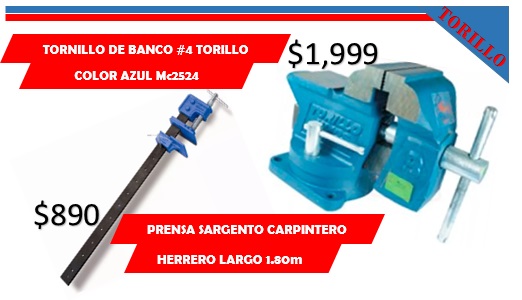 TORNILLO DE BANCO #4 TORILLO
COLOR AZUL Mc2524
$1,999
TORILLO
TORILLO
$890
PRENSA SARGENTO CARPINTERO
HERRERO LARGO 1.80m